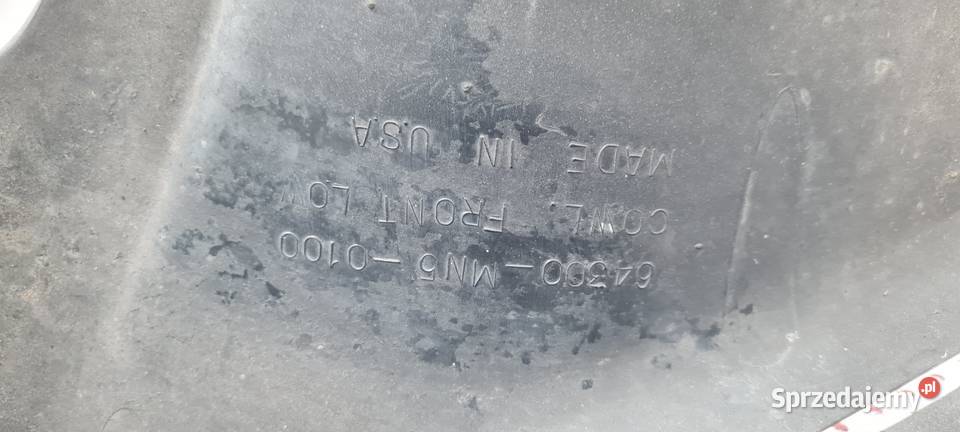 64300-MN5-0100
COWL. FRONT LOW
MADE IN U.S.A
Sprzedajemy.pl